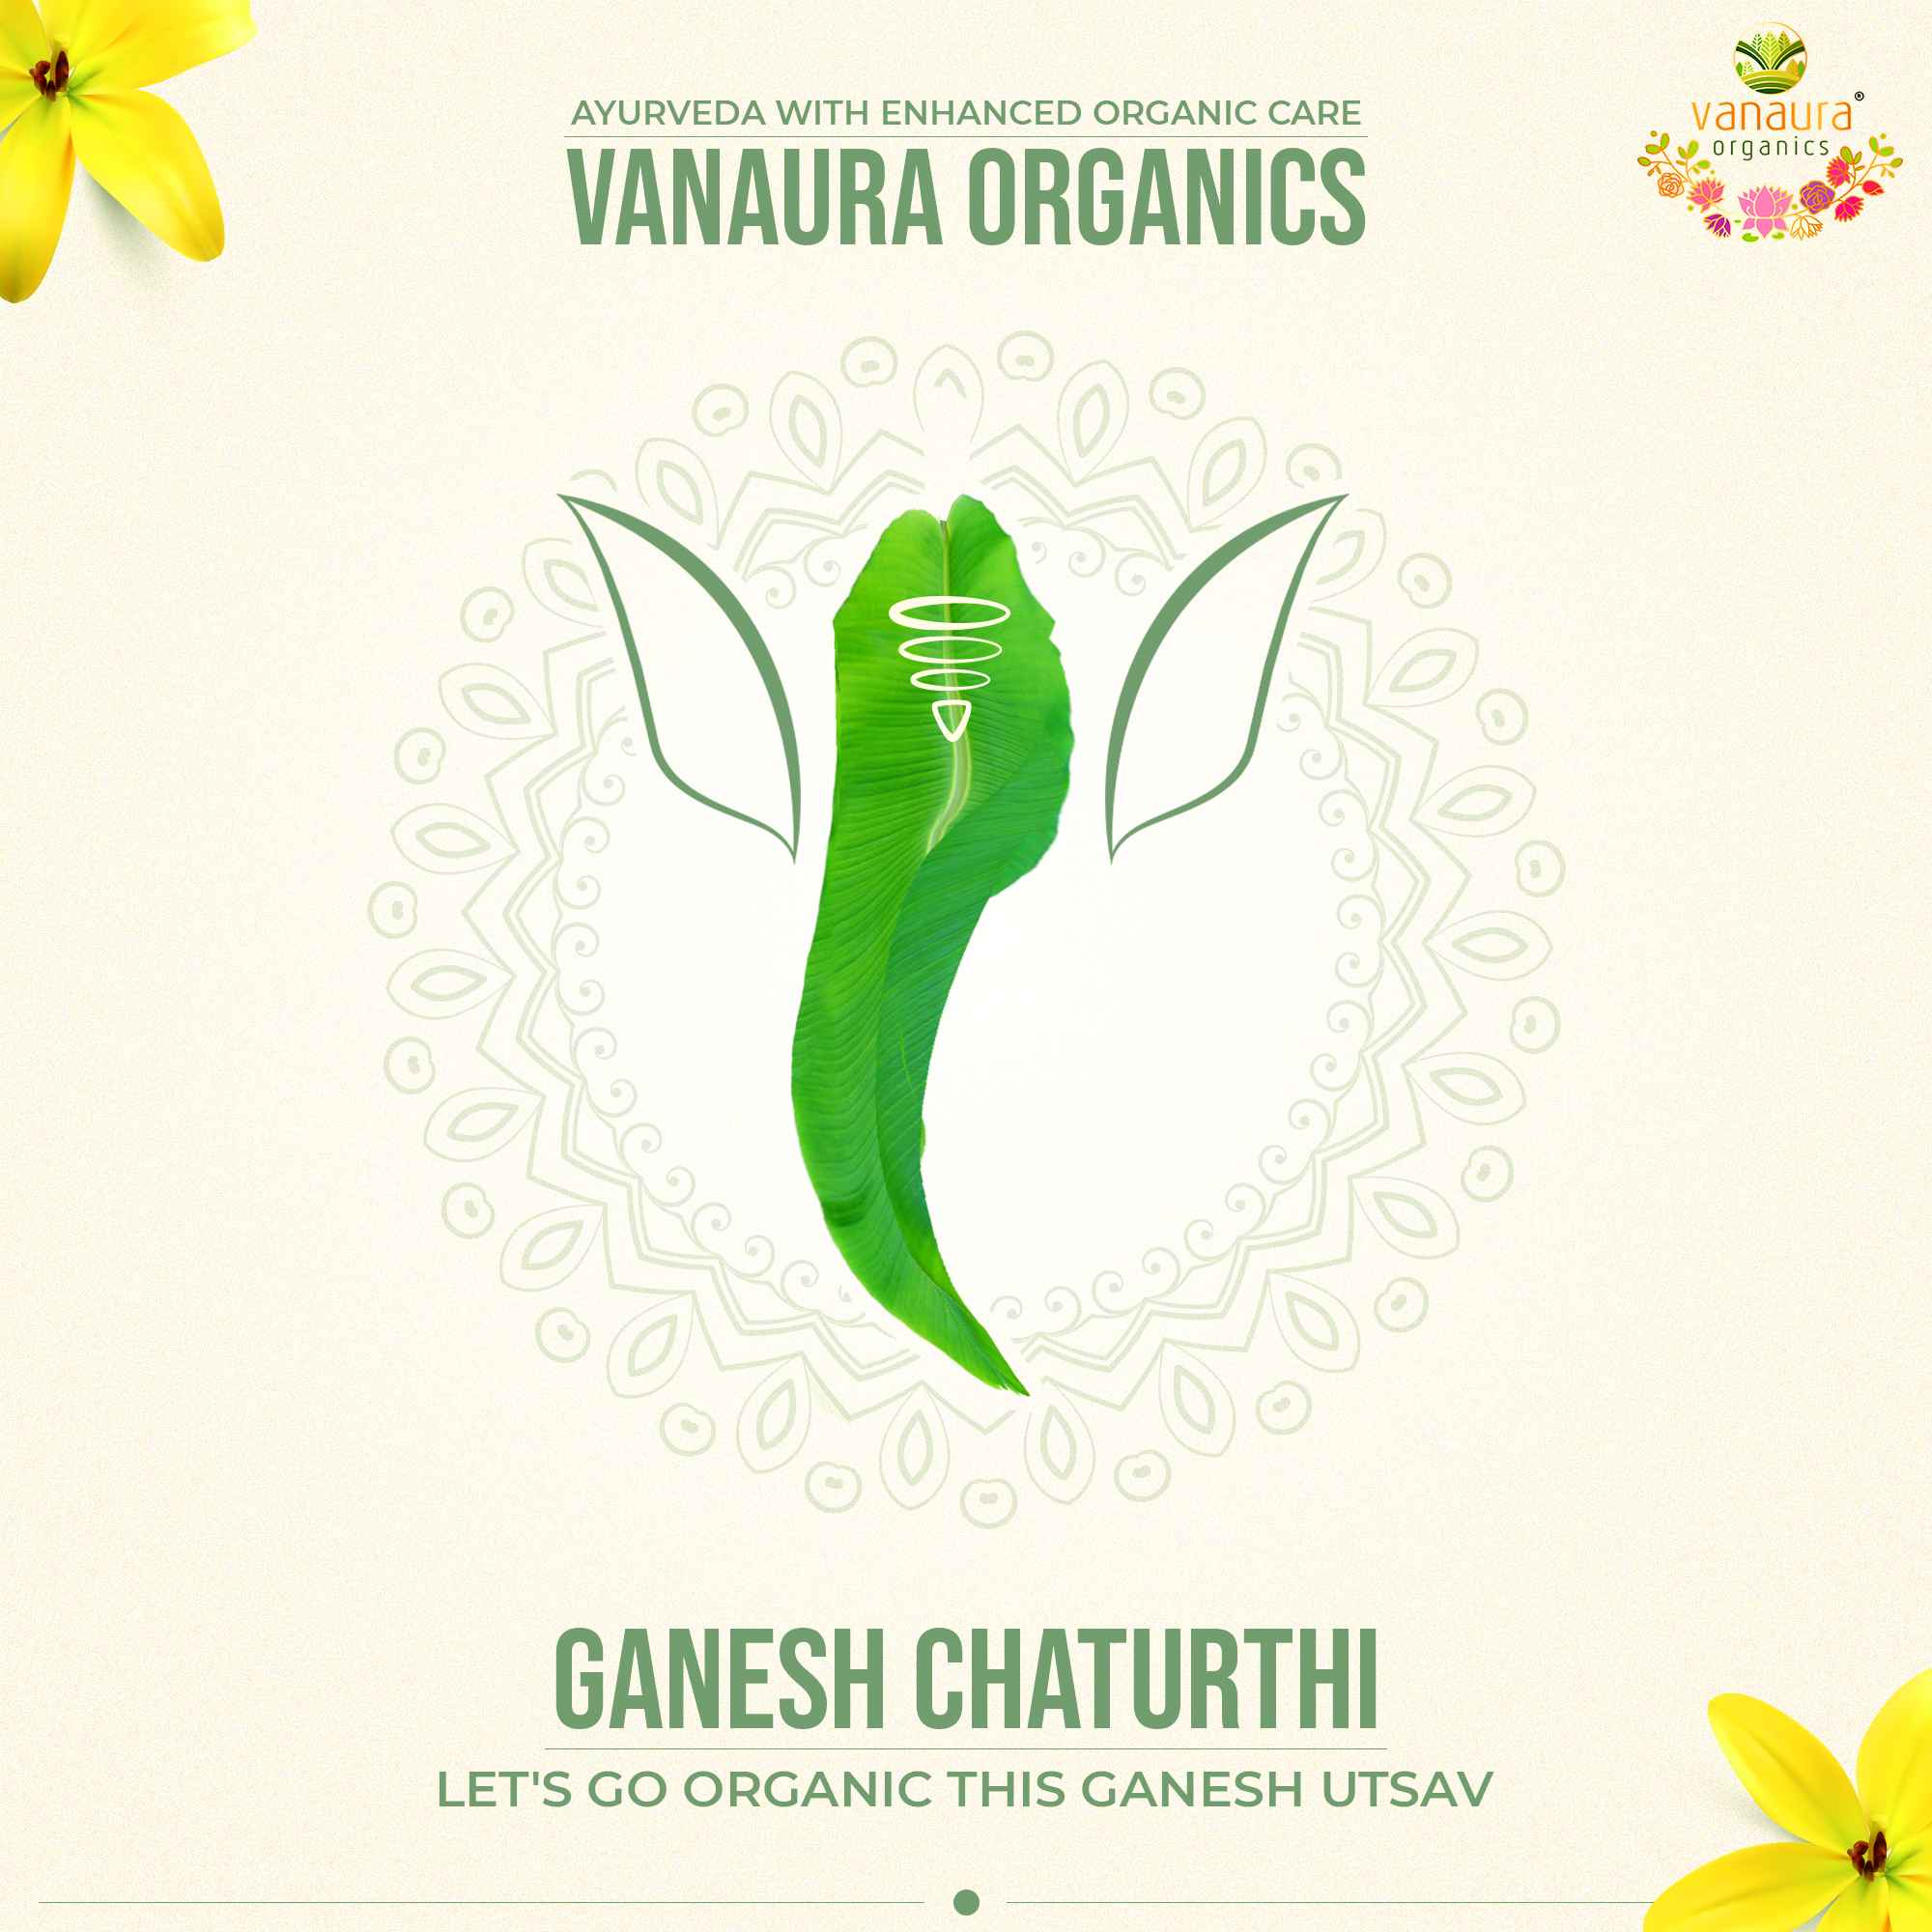 AYURVEDA WITH ENHANCED ORGANIC CARE
VANAURA ORGANICS
vanaura®
organics
GANESH CHATURTHI
LET'S GO ORGANIC THIS GANESH UTSAV